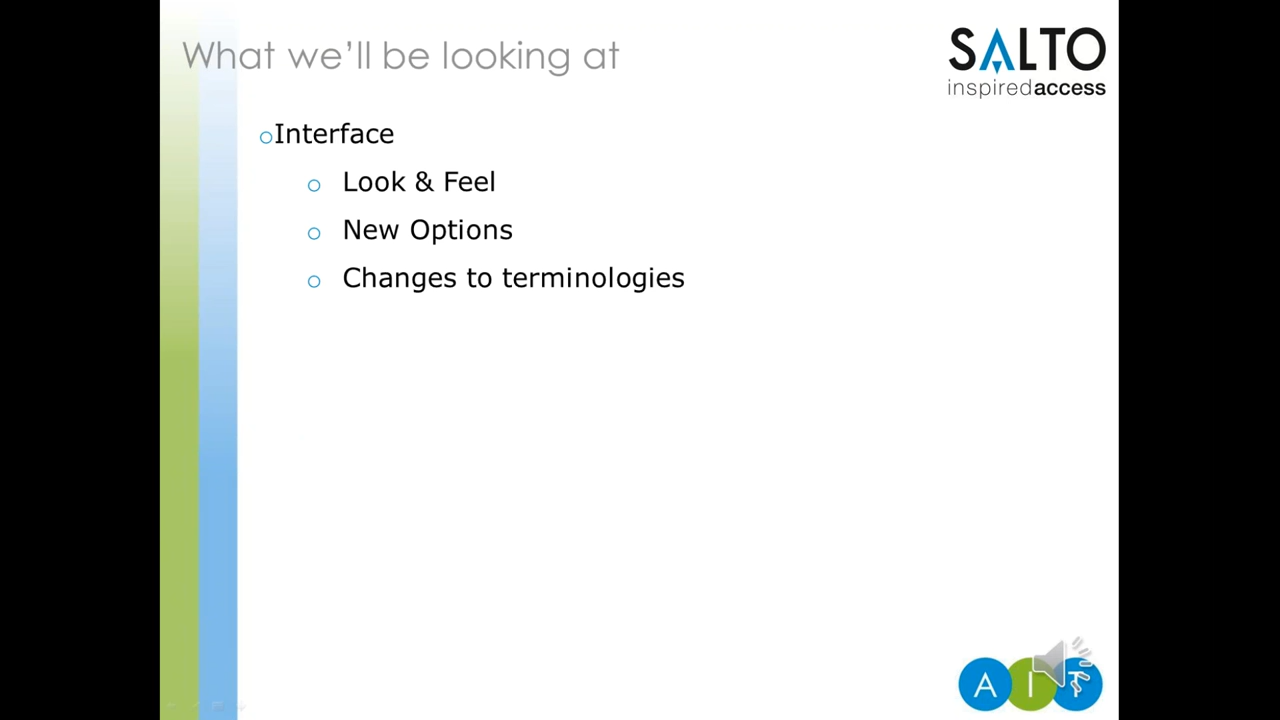 What we'll be looking at
SALTO
inspiredaccess
Interface
Look & Feel
New Options
Changes to terminologies
A I T